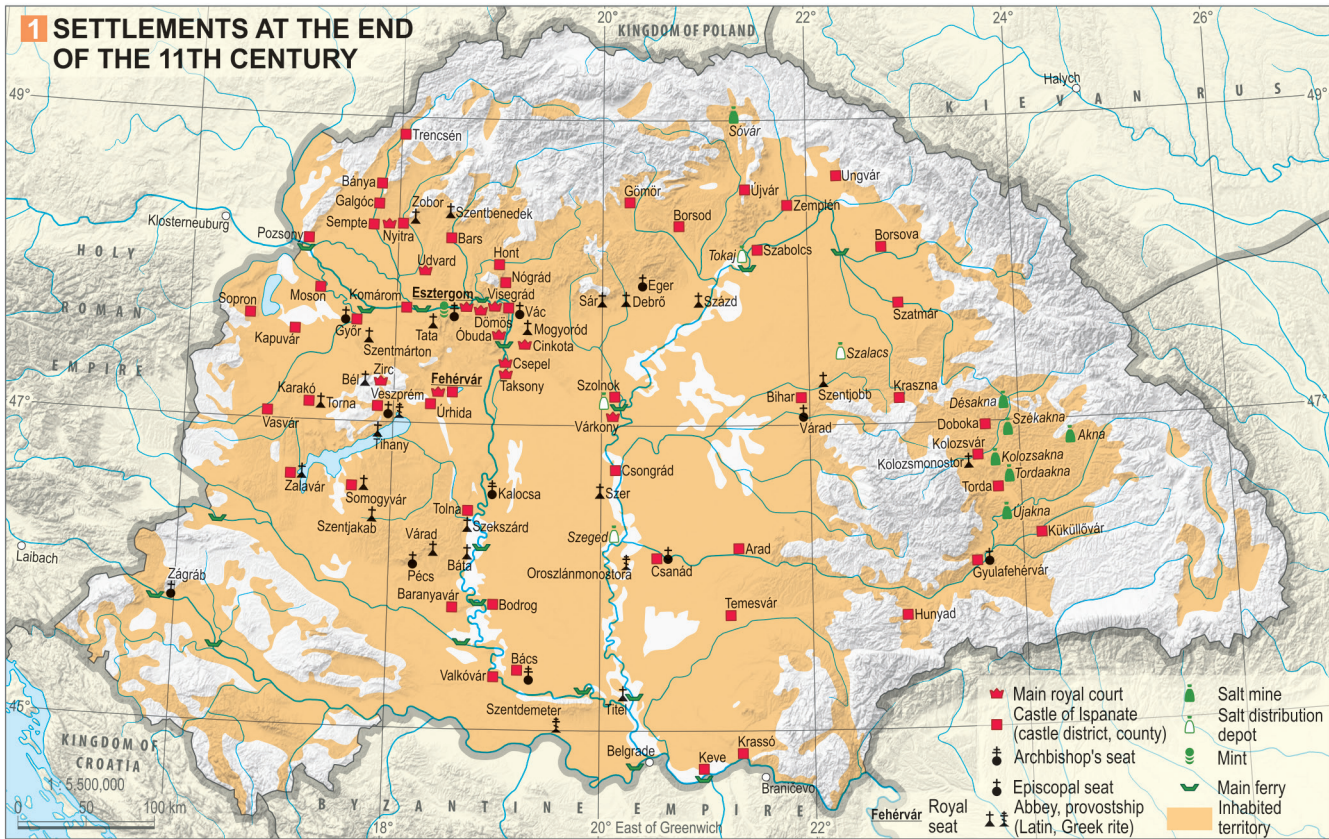 1 SETTLEMENTS AT THE END
OF THE 11TH CENTURY
20°
22°
24°
26°
KINGDOM OF POLAND
Halych
49°
KIEVAN RUS
49°
Sóvár
Trencsén
Bánya
Galgóc
Zobor
Szentbenedek
Gömör
Újvár
Ungvár
Klosterneuburg
Sempte
Nyitra
Bars
Borsod
Zemplén
Pozsony
HOLY
Borsova
Udvard
Hont
Tokaj
Szabolcs
Nógrád
Eger
Moson
Komárom
Esztergom
Visegrád
Sár
Debrő
Százd
Sopron
ROMAN
Vác
Szatmár
Győr
Tata
Dömös
Mogyoród
Kapuvár
Óbuda
Cinkota
Szentmárton
Szalacs
EMPIRE
Csepel
Zirc
Bél
Fehérvár
Taksony
Karakó
Torna
Veszprém
Szolnok
Szentjobb
Kraszna
Désakna
47°
Vasvár
Úrhida
Bihar
Székakna
47°
Várkony
Várad
Doboka
Akna
Tihany
Kolozsvár
Kolozsakna
Kolozsmonostor
Tordaakna
Zalavár
Csongrád
Somogyvár
Kalocsa
Szer
Torda
Szentjakab
Tolna
Újakna
Szekszárd
Küküllővár
Várad
Szeged
Laibach
Arad
Báta
Zágráb
Pécs
Oroszlánmonostora
Csanád
Gyulafehérvár
Baranyavár
Bodrog
Temesvár
Hunyad
Bács
Valkóvár
45°
Szentdemeter
Titel
KINGDOM OF
CROATIA
Belgrade
Krassó
Keve
Branicevo
1: 5,500,000
0 50 100 km
BYZANTINE EMPIRE
18°
20° East of Greenwich
22°
Main royal court
Castle of Ispanate
(castle district, county)
Archbishop's seat
Episcopal seat
Fehérvár Royal
seat
Abbey, provostship
(Latin, Greek rite)
Salt mine
Salt distribution
depot
Mint
Main ferry
Inhabited
territory